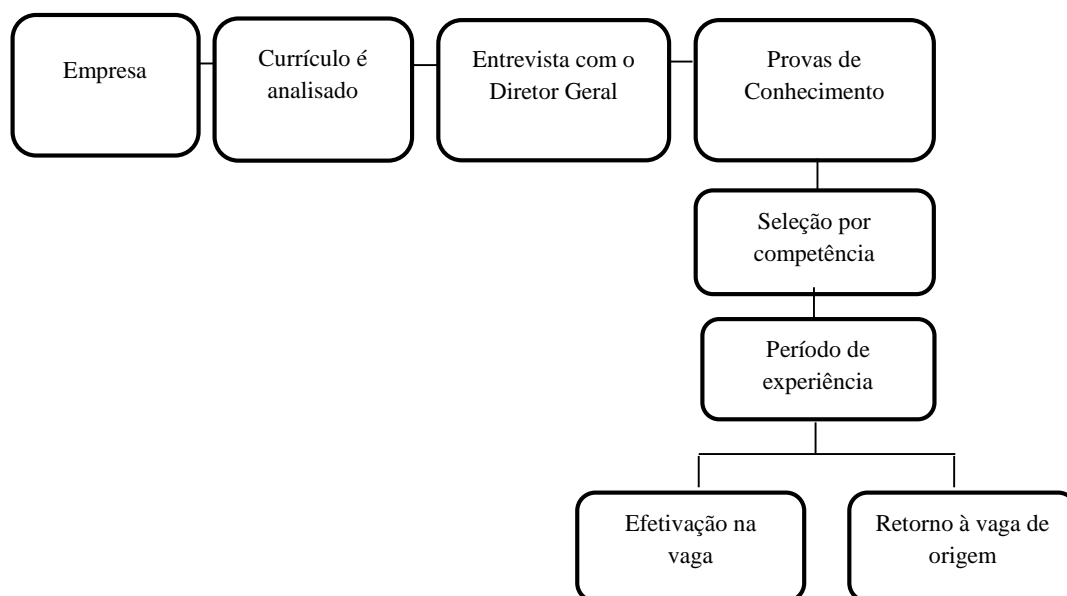 Empresa
Currículo é
analisado
Entrevista com o
Diretor Geral
Provas de
Conhecimento
Seleção por
competência
Período de
experiência
Efetivação na
vaga
Retorno à vaga de
origem